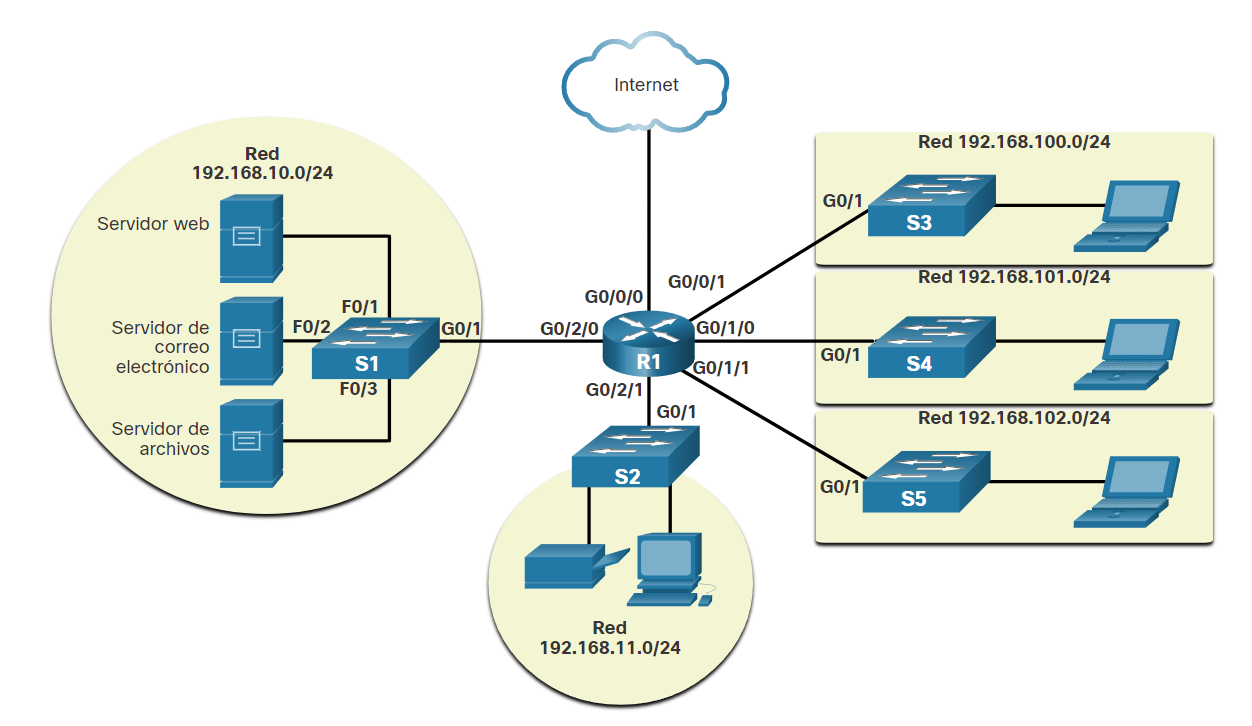 Internet
Red
192.168.10.0/24
Servidor web
Servidor de
correo
electrónico
Servidor de
archivos
F0/1
F0/2
F0/3
S1
G0/1
G0/2/0
G0/0/0
G0/0/1
G0/1/0
G0/1/1
G0/2/1
R1
G0/1
S2
Red
192.168.11.0/24
Red 192.168.100.0/24
G0/1
S3
Red 192.168.101.0/24
G0/1
S4
Red 192.168.102.0/24
G0/1
S5